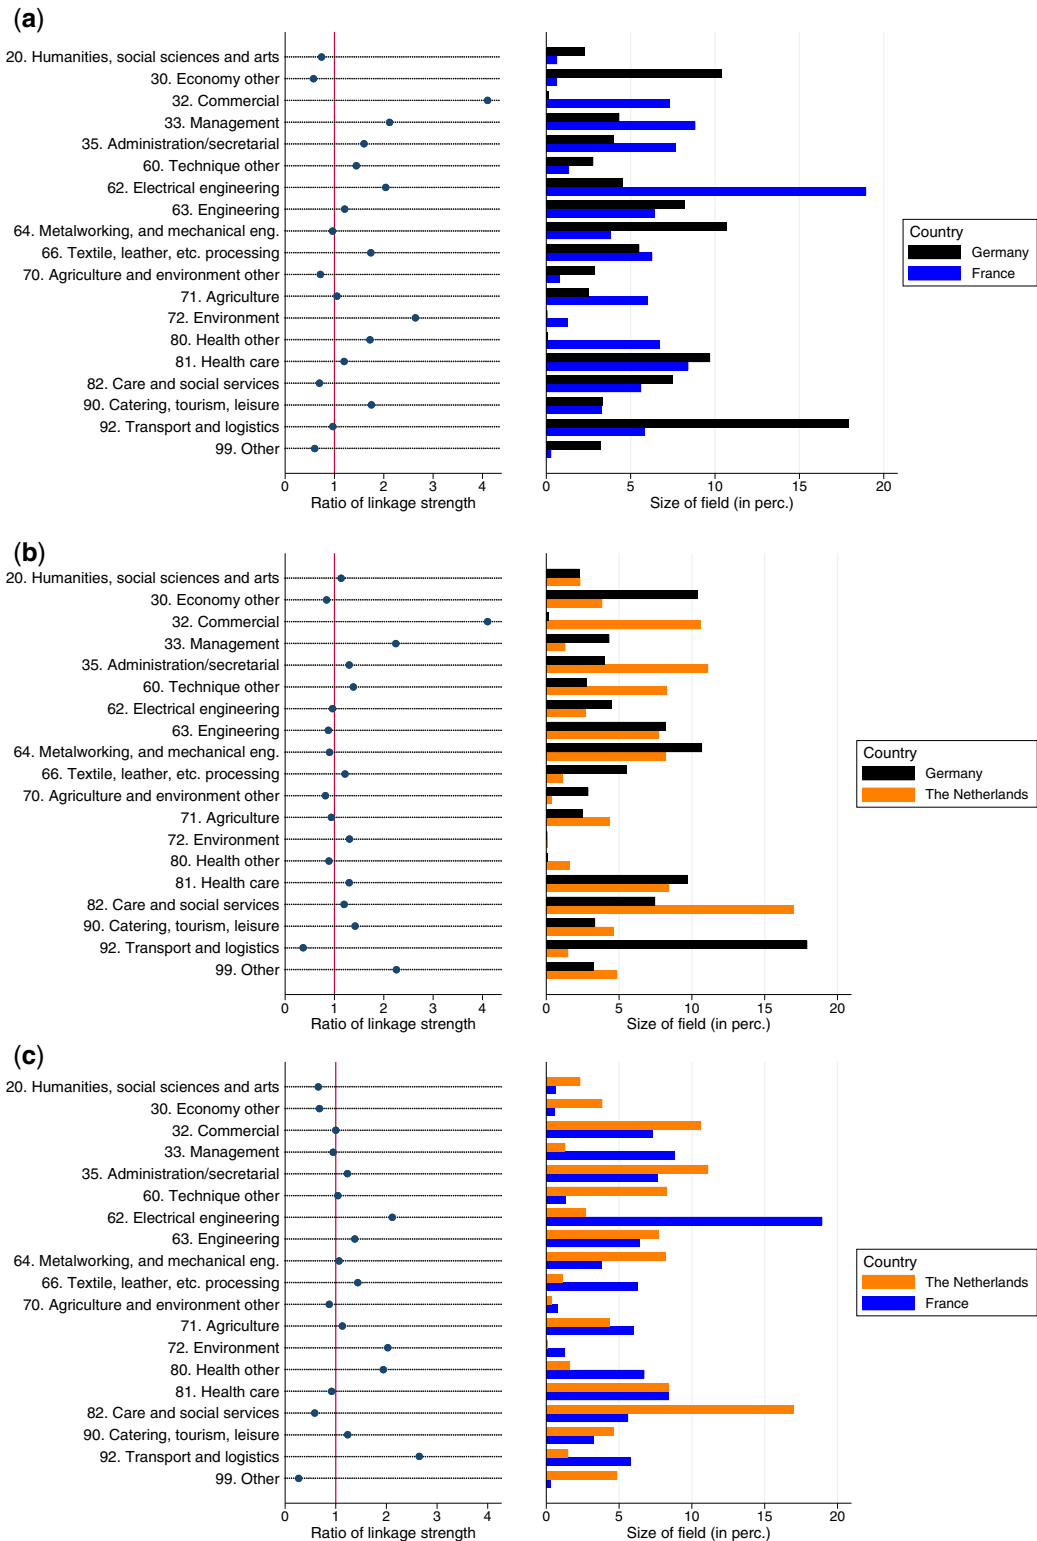 (a)
20. Humanities, social sciences and arts
30. Economy other
32. Commercial
33. Management
35. Administration/secretarial
60. Technique other
62. Electrical engineering
63. Engineering
64. Metalworking, and mechanical eng.
66. Textile, leather, etc. processing
70. Agriculture and environment other
71. Agriculture
72. Environment
80. Health other
81. Health care
82. Care and social services
90. Catering, tourism, leisure
92. Transport and logistics
99. Other
0 1 2 3 4
Ratio of linkage strength
0 5 10 15 20
Size of field (in perc.)
Country
Germany
France
(b)
20. Humanities, social sciences and arts
30. Economy other
32. Commercial
33. Management
35. Administration/secretarial
60. Technique other
62. Electrical engineering
63. Engineering
64. Metalworking, and mechanical eng.
66. Textile, leather, etc. processing
70. Agriculture and environment other
71. Agriculture
72. Environment
80. Health other
81. Health care
82. Care and social services
90. Catering, tourism, leisure
92. Transport and logistics
99. Other
0 1 2 3 4
Ratio of linkage strength
0 5 10 15 20
Size of field (in perc.)
Country
Germany
The Netherlands
(c)
20. Humanities, social sciences and arts
30. Economy other
32. Commercial
33. Management
35. Administration/secretarial
60. Technique other
62. Electrical engineering
63. Engineering
64. Metalworking, and mechanical eng.
66. Textile, leather, etc. processing
70. Agriculture and environment other
71. Agriculture
72. Environment
80. Health other
81. Health care
82. Care and social services
90. Catering, tourism, leisure
92. Transport and logistics
99. Other
0 1 2 3 4
Ratio of linkage strength
0 5 10 15 20
Size of field (in perc.)
Country
The Netherlands
France